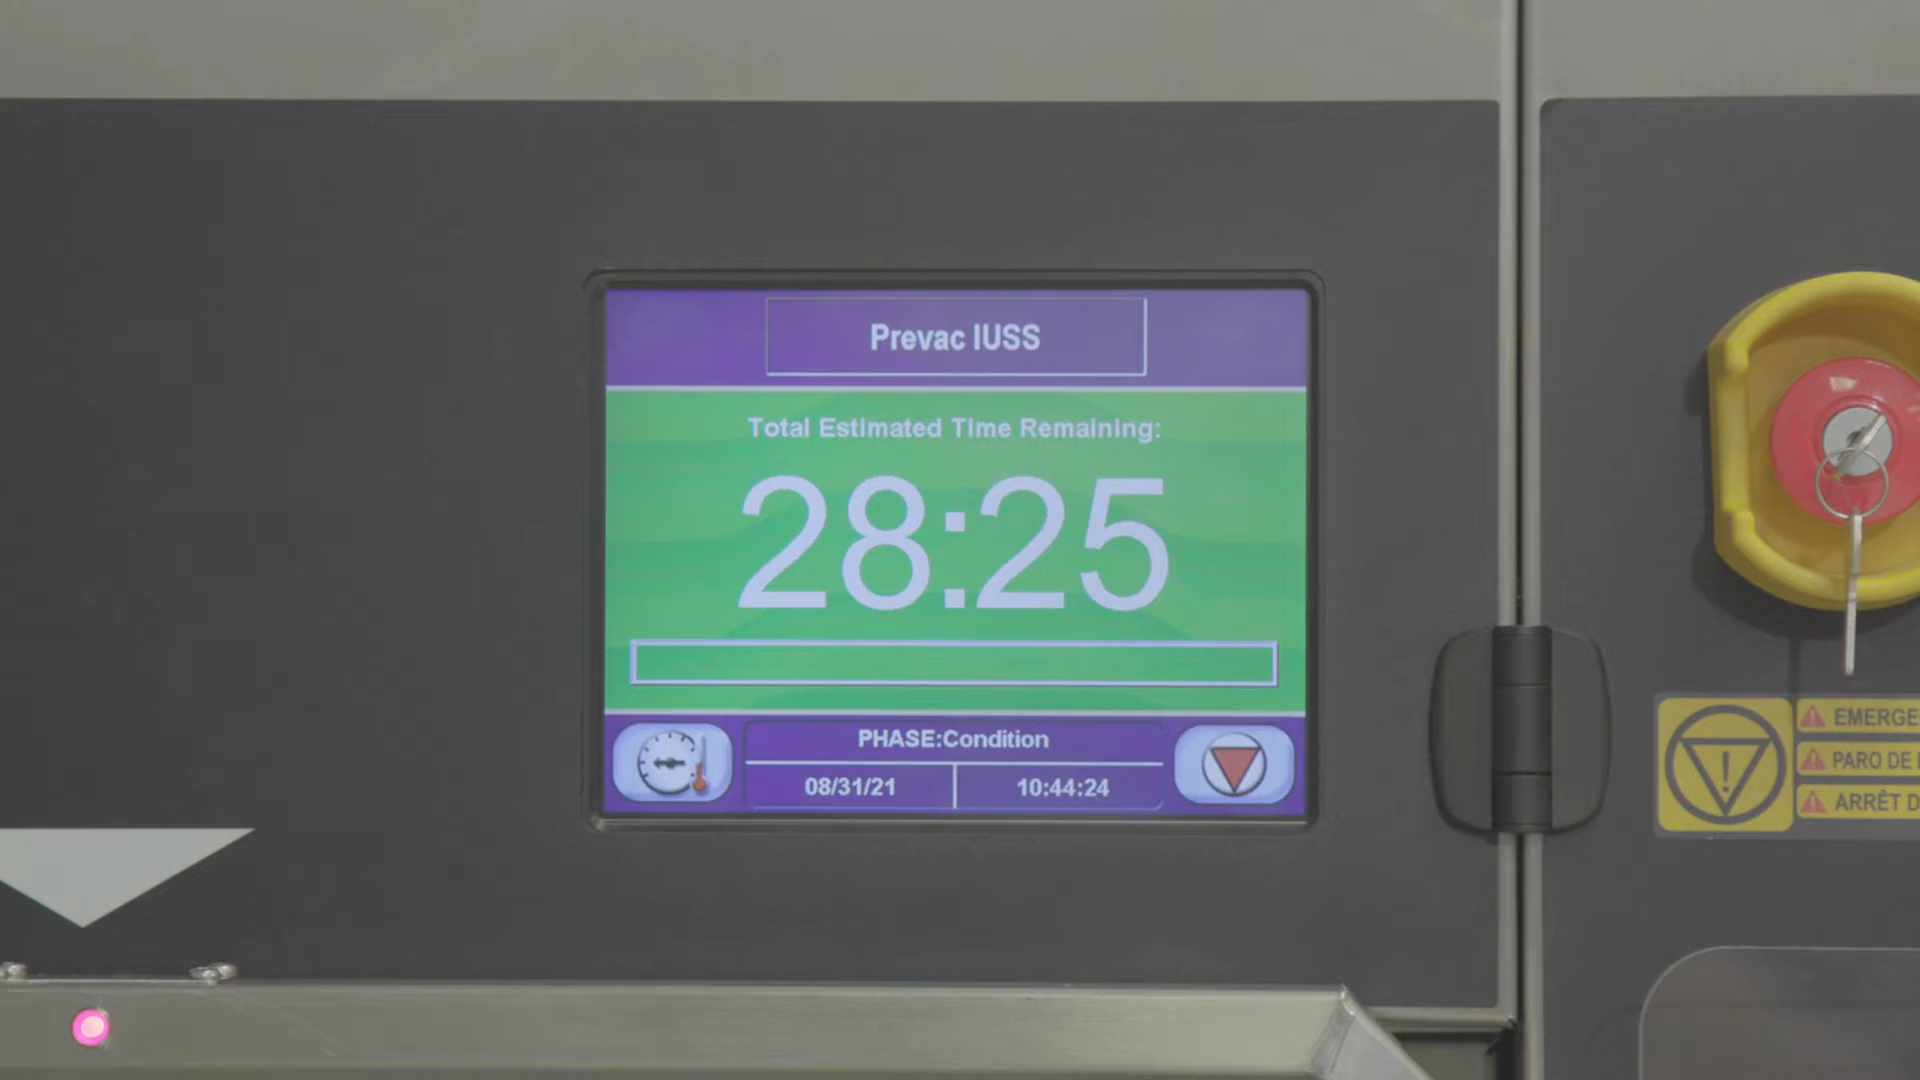 Prevac IUSS
Total Estimated Time Remaining:
28:25
PHASE:Condition
08/31/21
10:44:24
PARO DE
ARRÊT